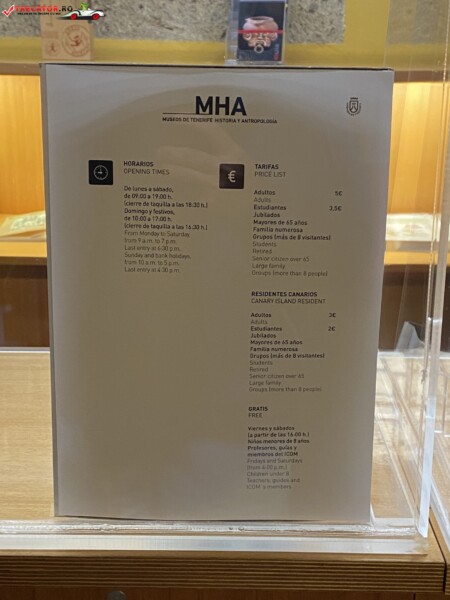 TARGATUR.RO
MHA
MUSEOS DE TENERIFE. HISTORIA Y ANTROPOLOGÍA
HORARIOS
OPENING TIMES
De lunes a sábado,
de 09.00 a 19:00 h.
(cierre de taquilla a las 18:30 h.)
Domingo y festivos,
de 10.00 a 17:00 h.
(cierre de taquilla a las 16.30 h.)
From Monday to Saturday,
from 9 a.m. to 7 p.m.
Last entry at 6:30 p.m.
Sunday and bank holidays,
from 10 a.m. to 5 p.m.
Last entry at 4:30 p.m.
€
TARIFAS
PRICE LIST
Adultos 5€
Adults
Estudiantes 3,5€
Jubilados
Mayores de 65 años
Familia numerosa
Grupos (más de 8 visitantes)
Students
Retired
Senior citizen over 65
Large family
Groups (more than 8 people)
RESIDENTES CANARIOS
CANARY ISLAND RESIDENT
Adultos 3€
Adults
Estudiantes 2€
Jubilados
Mayores de 65 años
Familia numerosa
Grupos (más de 8 visitantes)
Students
Retired
Senior citizen over 65
Large family
Groups (more than 8 people)
GRATIS
FREE
Viernes y sábados
(a partir de las 16:00 h.)
Niños menores de 8 años
Profesores, guías y
miembros del ICOM
Fridays and Saturdays
(from 4:00 p.m.)
Children under 8
Teachers, guides and
ICOM´s members